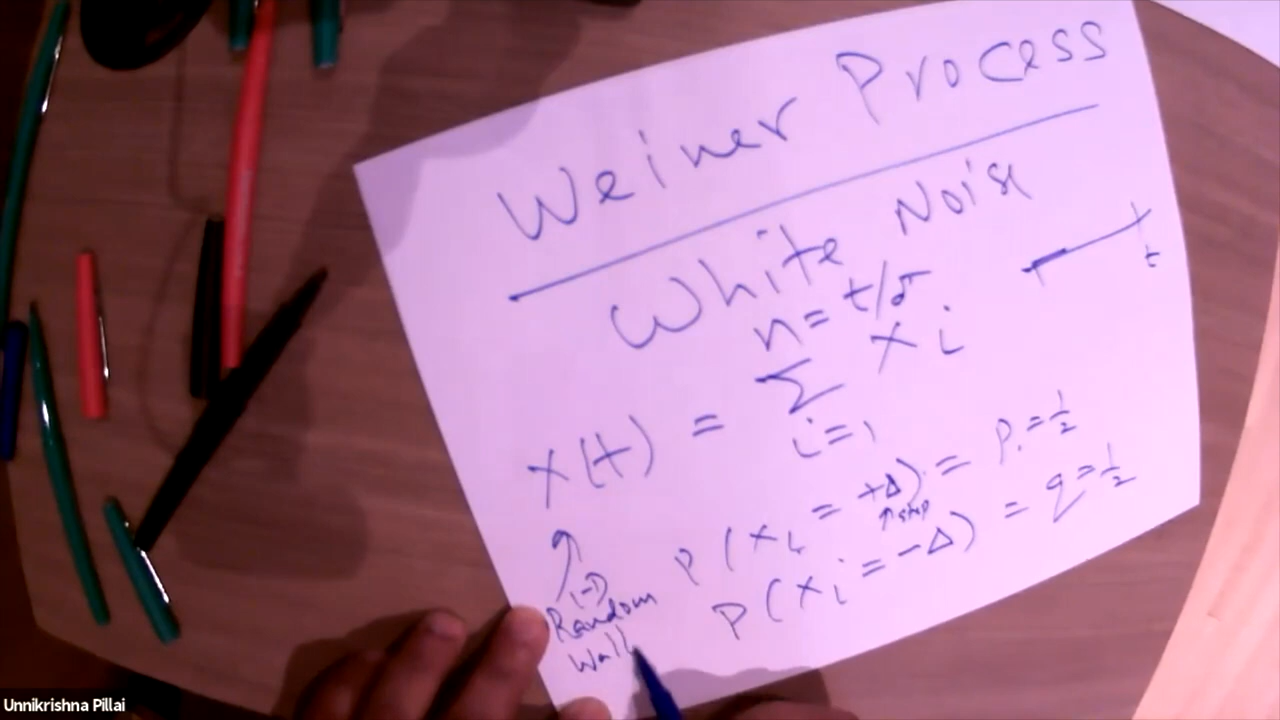 Weiner Process
White Noise
n = t/δ
X(t) = Σ xi
i=1
t
P(xi = +Δ) = p = 1/2
↑ step
P(xi = -Δ) = q = 1/2
1-D
Random
Walk
Unnikrishna Pillai